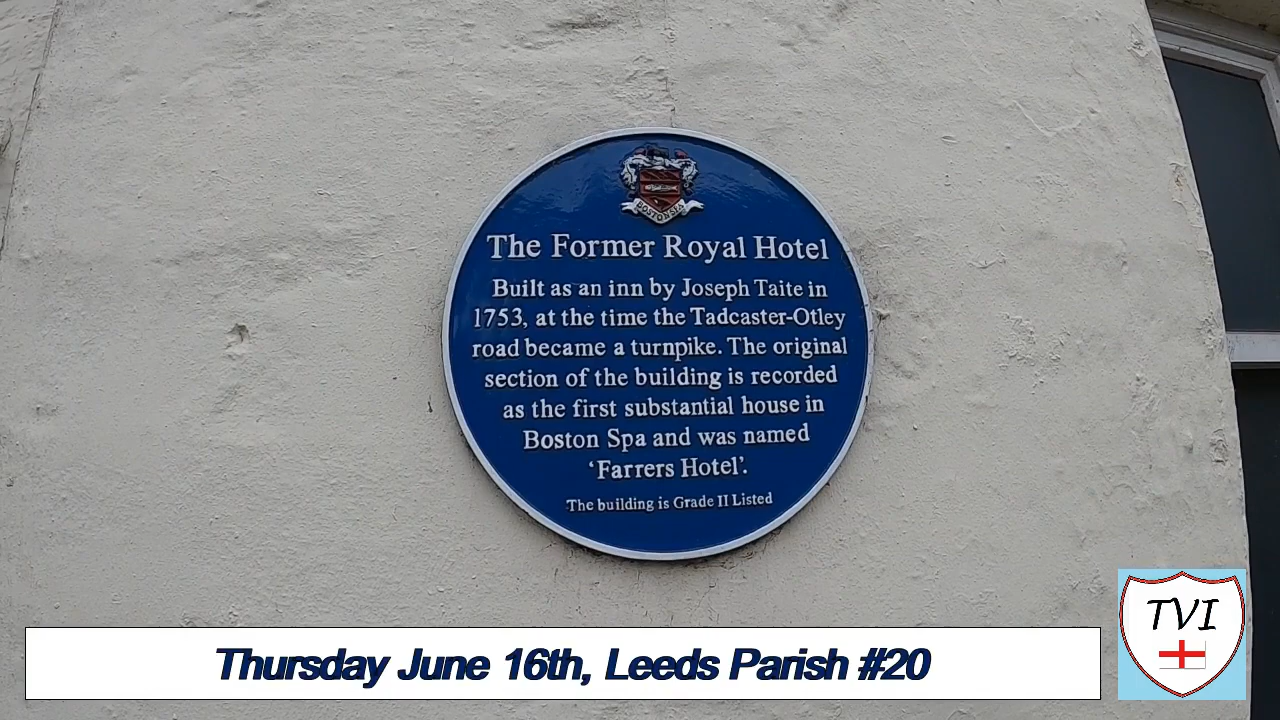 BOSTON SPA
The Former Royal Hotel
Built as an inn by Joseph Taite in
1753, at the time the Tadcaster-Otley
road became a turnpike. The original
section of the building is recorded
as the first substantial house in
Boston Spa and was named
‘Farrers Hotel’.
The building is Grade II Listed
TVI
Thursday June 16th, Leeds Parish #20